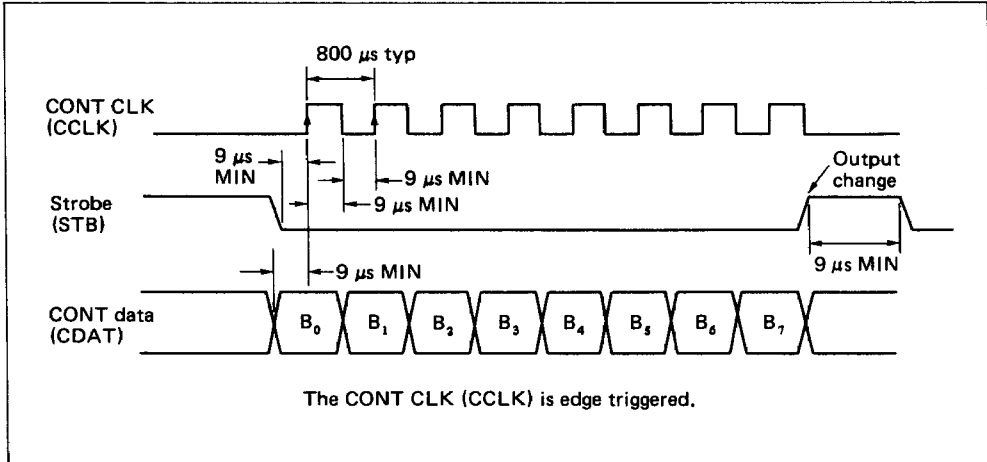 800 μs typ
CONT CLK
(CCLK)
9 μs
MIN
9 μs MIN
9 μs MIN
Output
change
Strobe
(STB)
9 μs MIN
9 μs MIN
CONT data
(CDAT)
B₀ B₁ B₂ B₃ B₄ B₅ B₆ B₇
The CONT CLK (CCLK) is edge triggered.